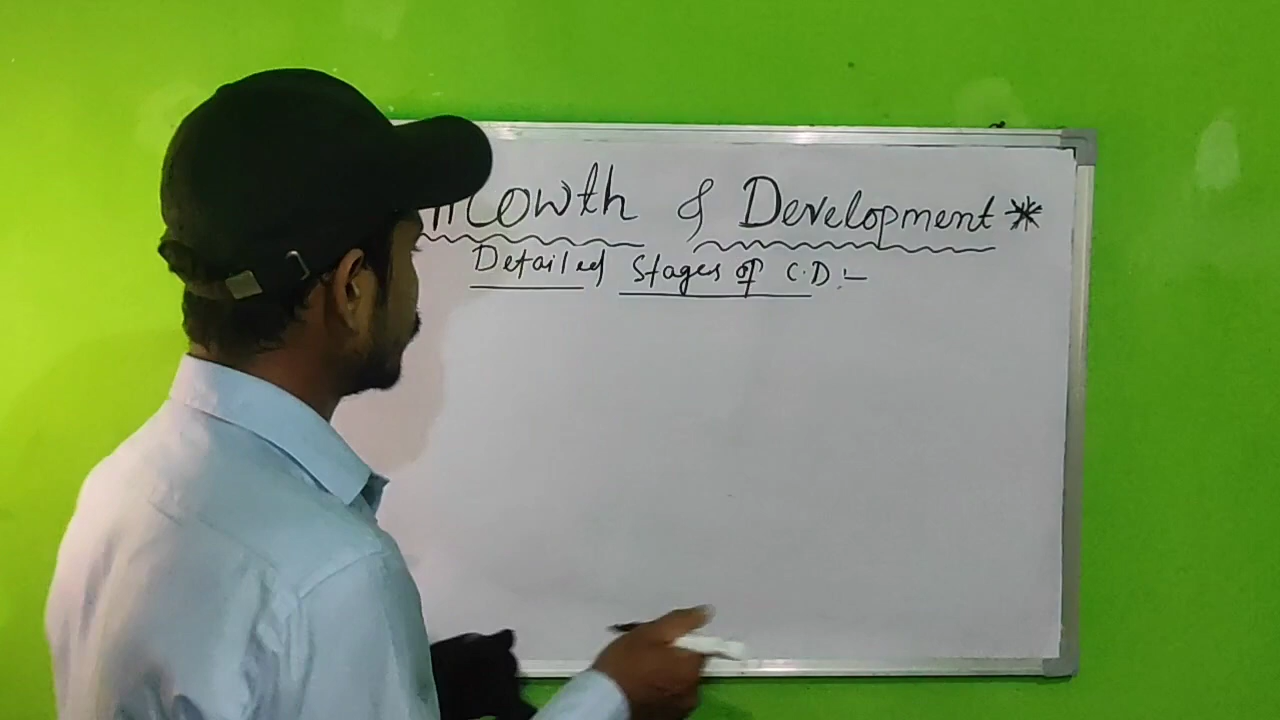 Growth & Development *
Detailed Stages of C.D :-